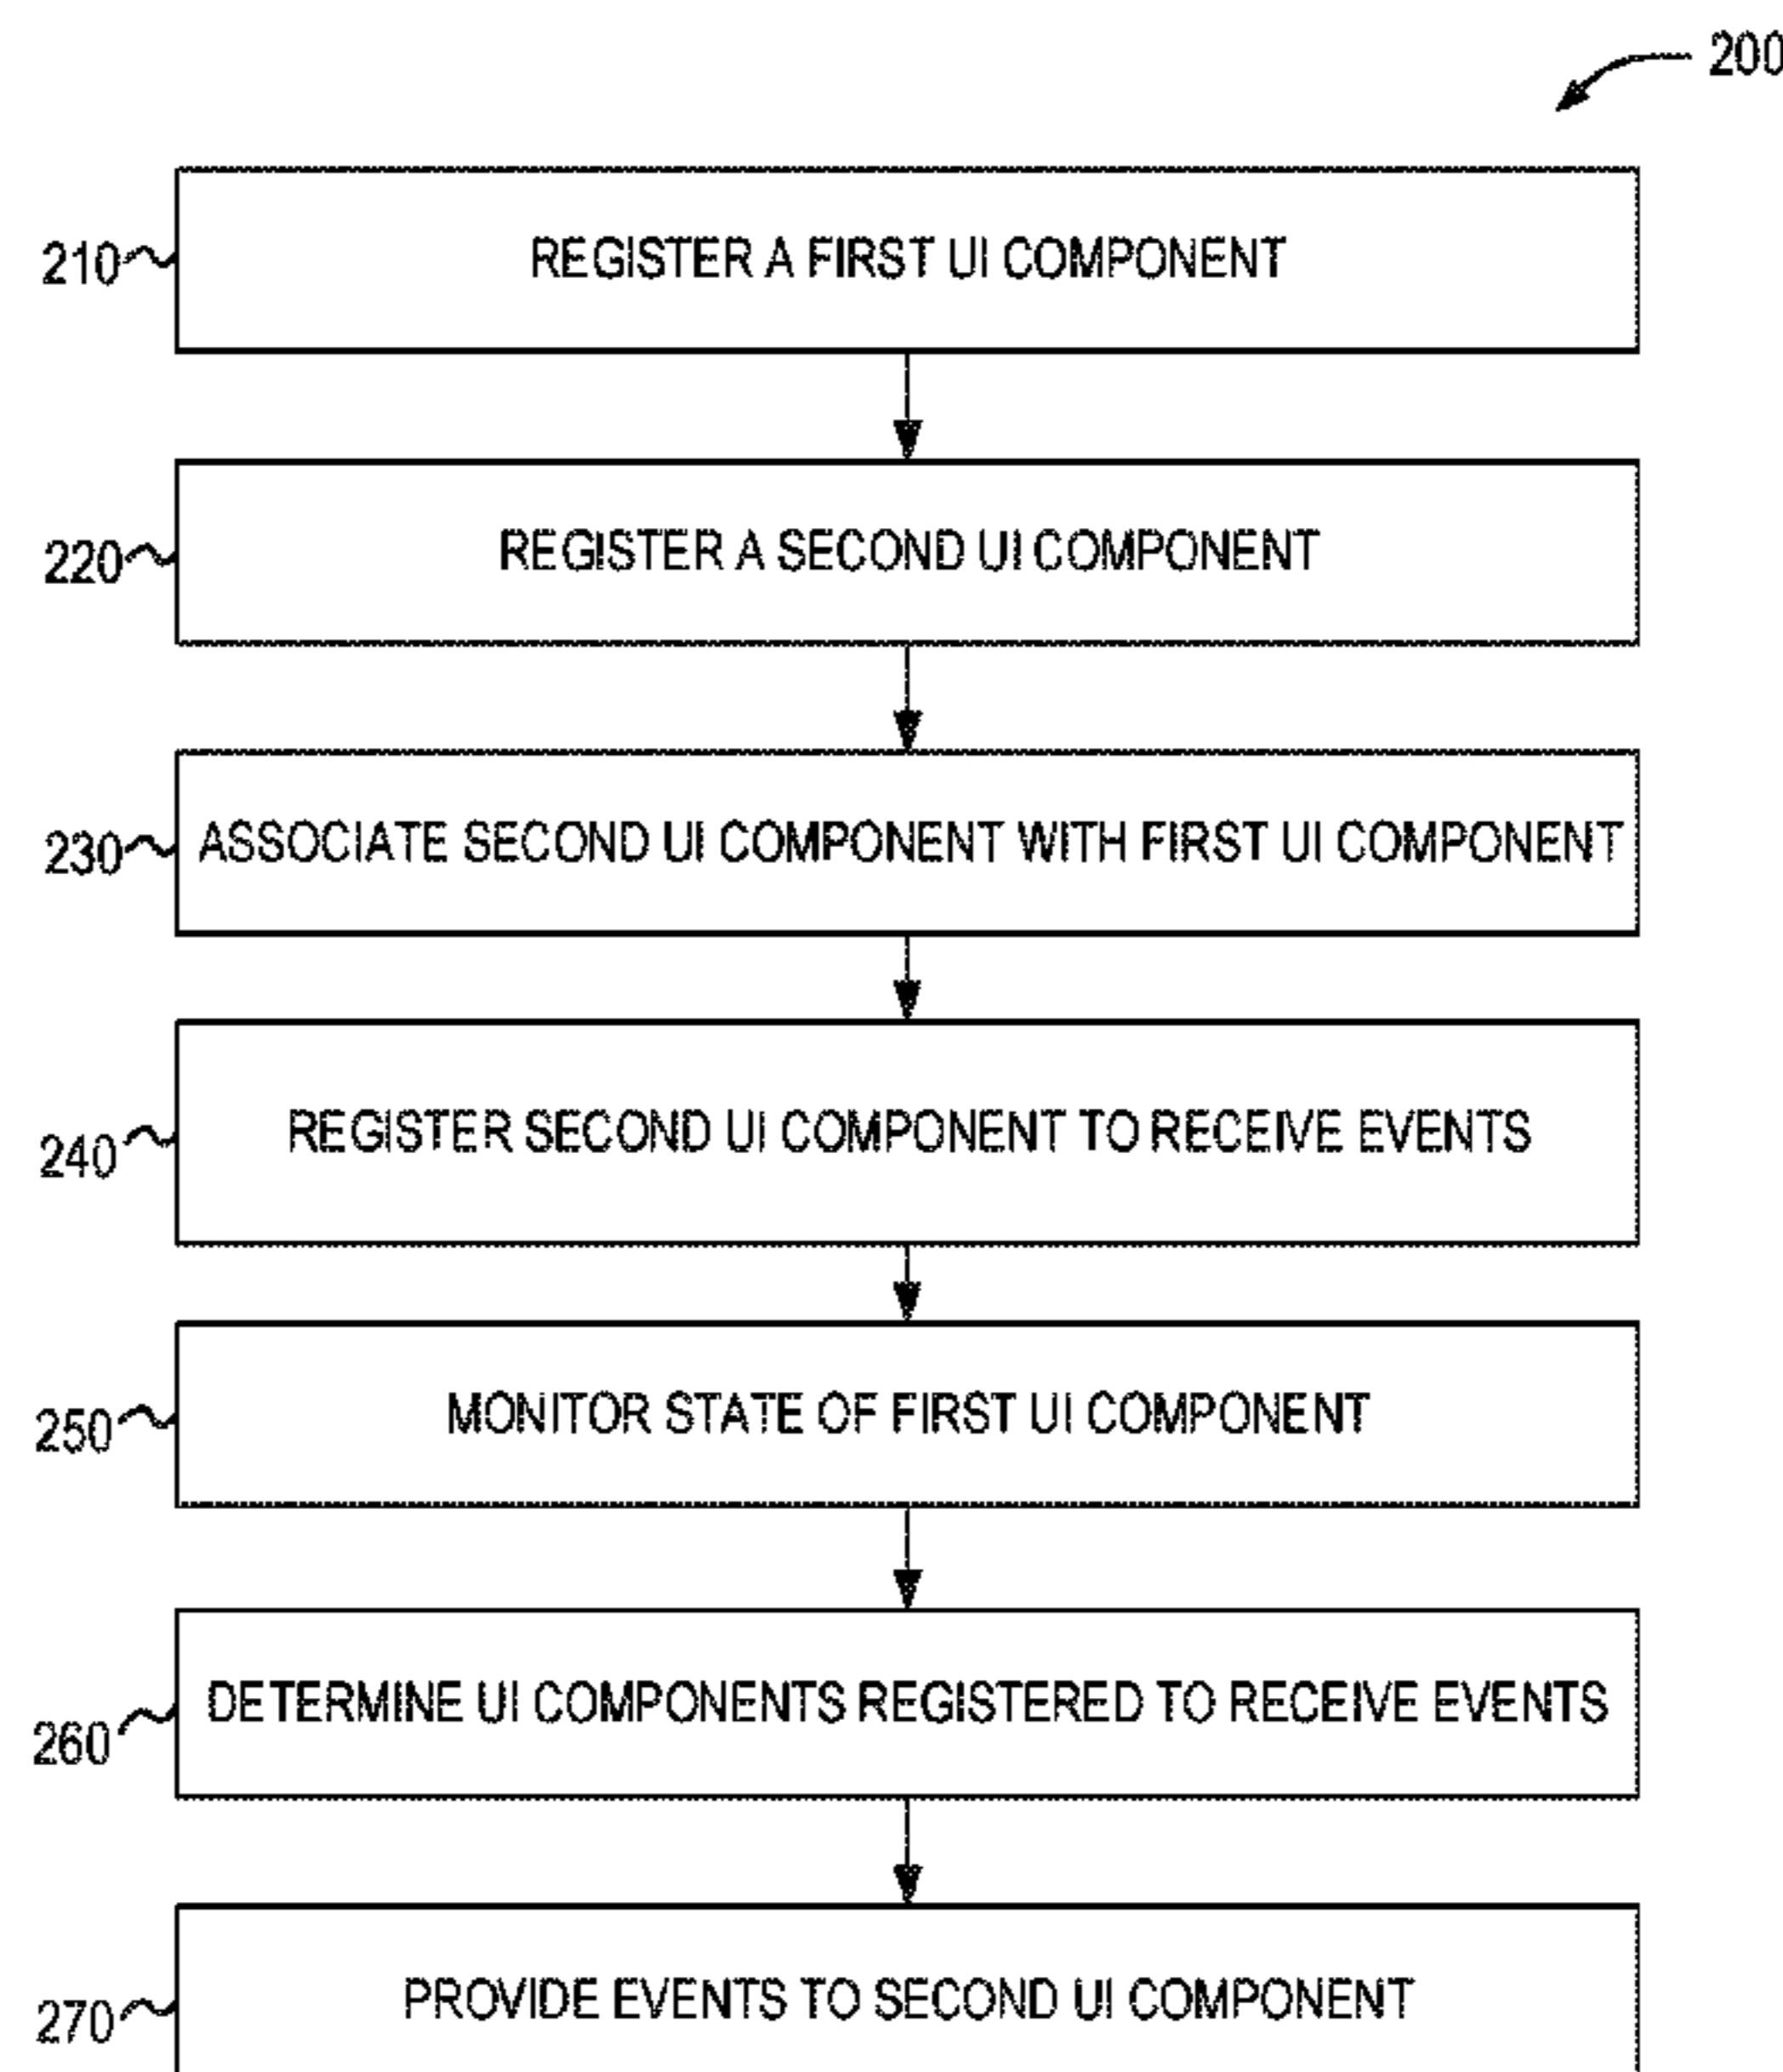 200
210 REGISTER A FIRST UI COMPONENT
220 REGISTER A SECOND UI COMPONENT
230 ASSOCIATE SECOND UI COMPONENT WITH FIRST UI COMPONENT
240 REGISTER SECOND UI COMPONENT TO RECEIVE EVENTS
250 MONITOR STATE OF FIRST UI COMPONENT
260 DETERMINE UI COMPONENTS REGISTERED TO RECEIVE EVENTS
270 PROVIDE EVENTS TO SECOND UI COMPONENT